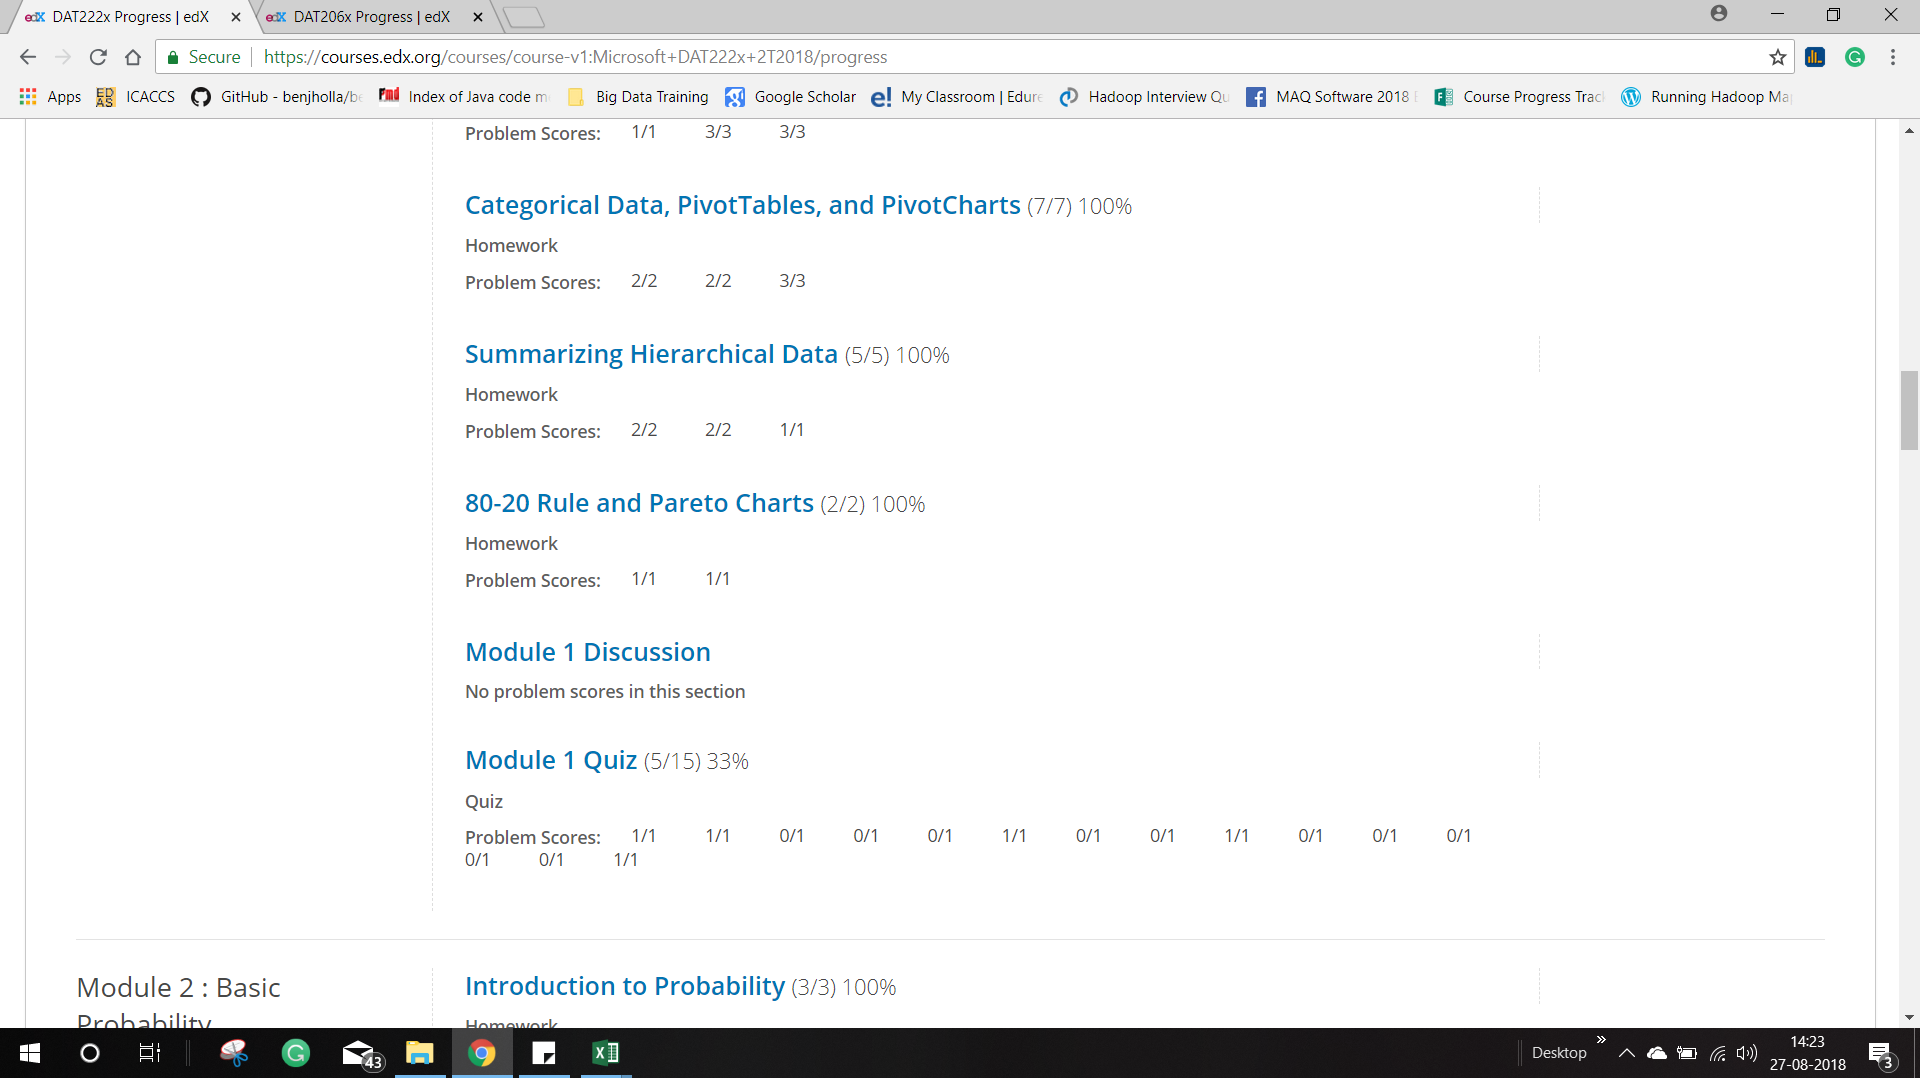 edX DAT222x Progress | edX
edX DAT206x Progress | edX
Secure https://courses.edx.org/courses/course-v1:Microsoft+DAT222x+2T2018/progress
Apps ED AS ICACCS GitHub - benjholla/be Fmd Index of Java code m Big Data Training Google Scholar e! My Classroom | Edure Hadoop Interview Qu MAQ Software 2018 Course Progress Trac Running Hadoop Ma
Problem Scores: 1/1 3/3 3/3
Categorical Data, PivotTables, and PivotCharts (7/7) 100%
Homework
Problem Scores: 2/2 2/2 3/3
Summarizing Hierarchical Data (5/5) 100%
Homework
Problem Scores: 2/2 2/2 1/1
80-20 Rule and Pareto Charts (2/2) 100%
Homework
Problem Scores: 1/1 1/1
Module 1 Discussion
No problem scores in this section
Module 1 Quiz (5/15) 33%
Quiz
Problem Scores: 1/1 1/1 0/1 0/1 0/1 1/1 0/1 0/1 1/1 0/1 0/1 0/1
0/1 0/1 1/1
Module 2 : Basic
Probability
Introduction to Probability (3/3) 100%
Homework
43
Desktop
14:23
27-08-2018
3